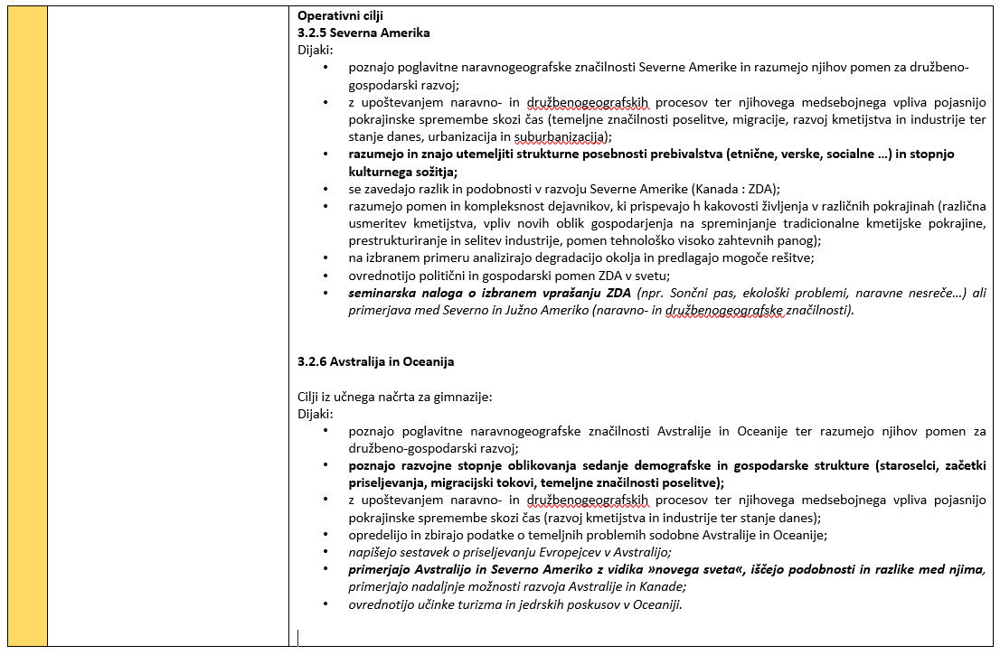 Operativni cilji
3.2.5 Severna Amerika
Dijaki:
• poznajo poglavitne naravnogeografske značilnosti Severne Amerike in razumejo njihov pomen za družbeno-
gospodarski razvoj;
• z upoštevanjem naravno- in družbenogeografskih procesov ter njihovega medsebojnega vpliva pojasnijo
pokrajinske spremembe skozi čas (temeljne značilnosti poselitve, migracije, razvoj kmetijstva in industrije ter
stanje danes, urbanizacija in suburbanizacija);
• razumejo in znajo utemeljiti strukturne posebnosti prebivalstva (etnične, verske, socialne …) in stopnjo
kulturnega sožitja;
• se zavedajo razlik in podobnosti v razvoju Severne Amerike (Kanada : ZDA);
• razumejo pomen in kompleksnost dejavnikov, ki prispevajo h kakovosti življenja v različnih pokrajinah (različna
usmeritev kmetijstva, vpliv novih oblik gospodarjenja na spreminjanje tradicionalne kmetijske pokrajine,
prestrukturiranje in selitev industrije, pomen tehnološko visoko zahtevnih panog);
• na izbranem primeru analizirajo degradacijo okolja in predlagajo mogoče rešitve;
• ovrednotijo politični in gospodarski pomen ZDA v svetu;
• seminarska naloga o izbranem vprašanju ZDA (npr. Sončni pas, ekološki problemi, naravne nesreče…) ali
primerjava med Severno in Južno Ameriko (naravno- in družbenogeografske značilnosti).
3.2.6 Avstralija in Oceanija
Cilji iz učnega načrta za gimnazije:
Dijaki:
• poznajo poglavitne naravnogeografske značilnosti Avstralije in Oceanije ter razumejo njihov pomen za
družbeno-gospodarski razvoj;
• poznajo razvojne stopnje oblikovanja sedanje demografske in gospodarske strukture (staroselci, začetki
priseljevanja, migracijski tokovi, temeljne značilnosti poselitve);
• z upoštevanjem naravno- in družbenogeografskih procesov ter njihovega medsebojnega vpliva pojasnijo
pokrajinske spremembe skozi čas (razvoj kmetijstva in industrije ter stanje danes);
• opredelijo in zbirajo podatke o temeljnih problemih sodobne Avstralije in Oceanije;
• napišejo sestavek o priseljevanju Evropejcev v Avstralijo;
• primerjajo Avstralijo in Severno Ameriko z vidika »novega sveta«, iščejo podobnosti in razlike med njima,
primerjajo nadaljnje možnosti razvoja Avstralije in Kanade;
• ovrednotijo učinke turizma in jedrskih poskusov v Oceaniji.